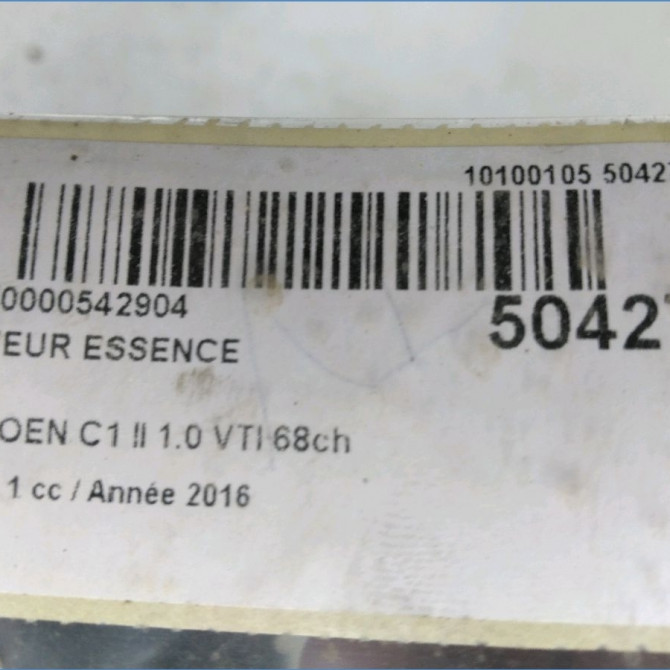 10100105 5042
0000542904
5042
EUR ESSENCE
OEN C1 II 1.0 VTI 68ch
1 cc / Année 2016